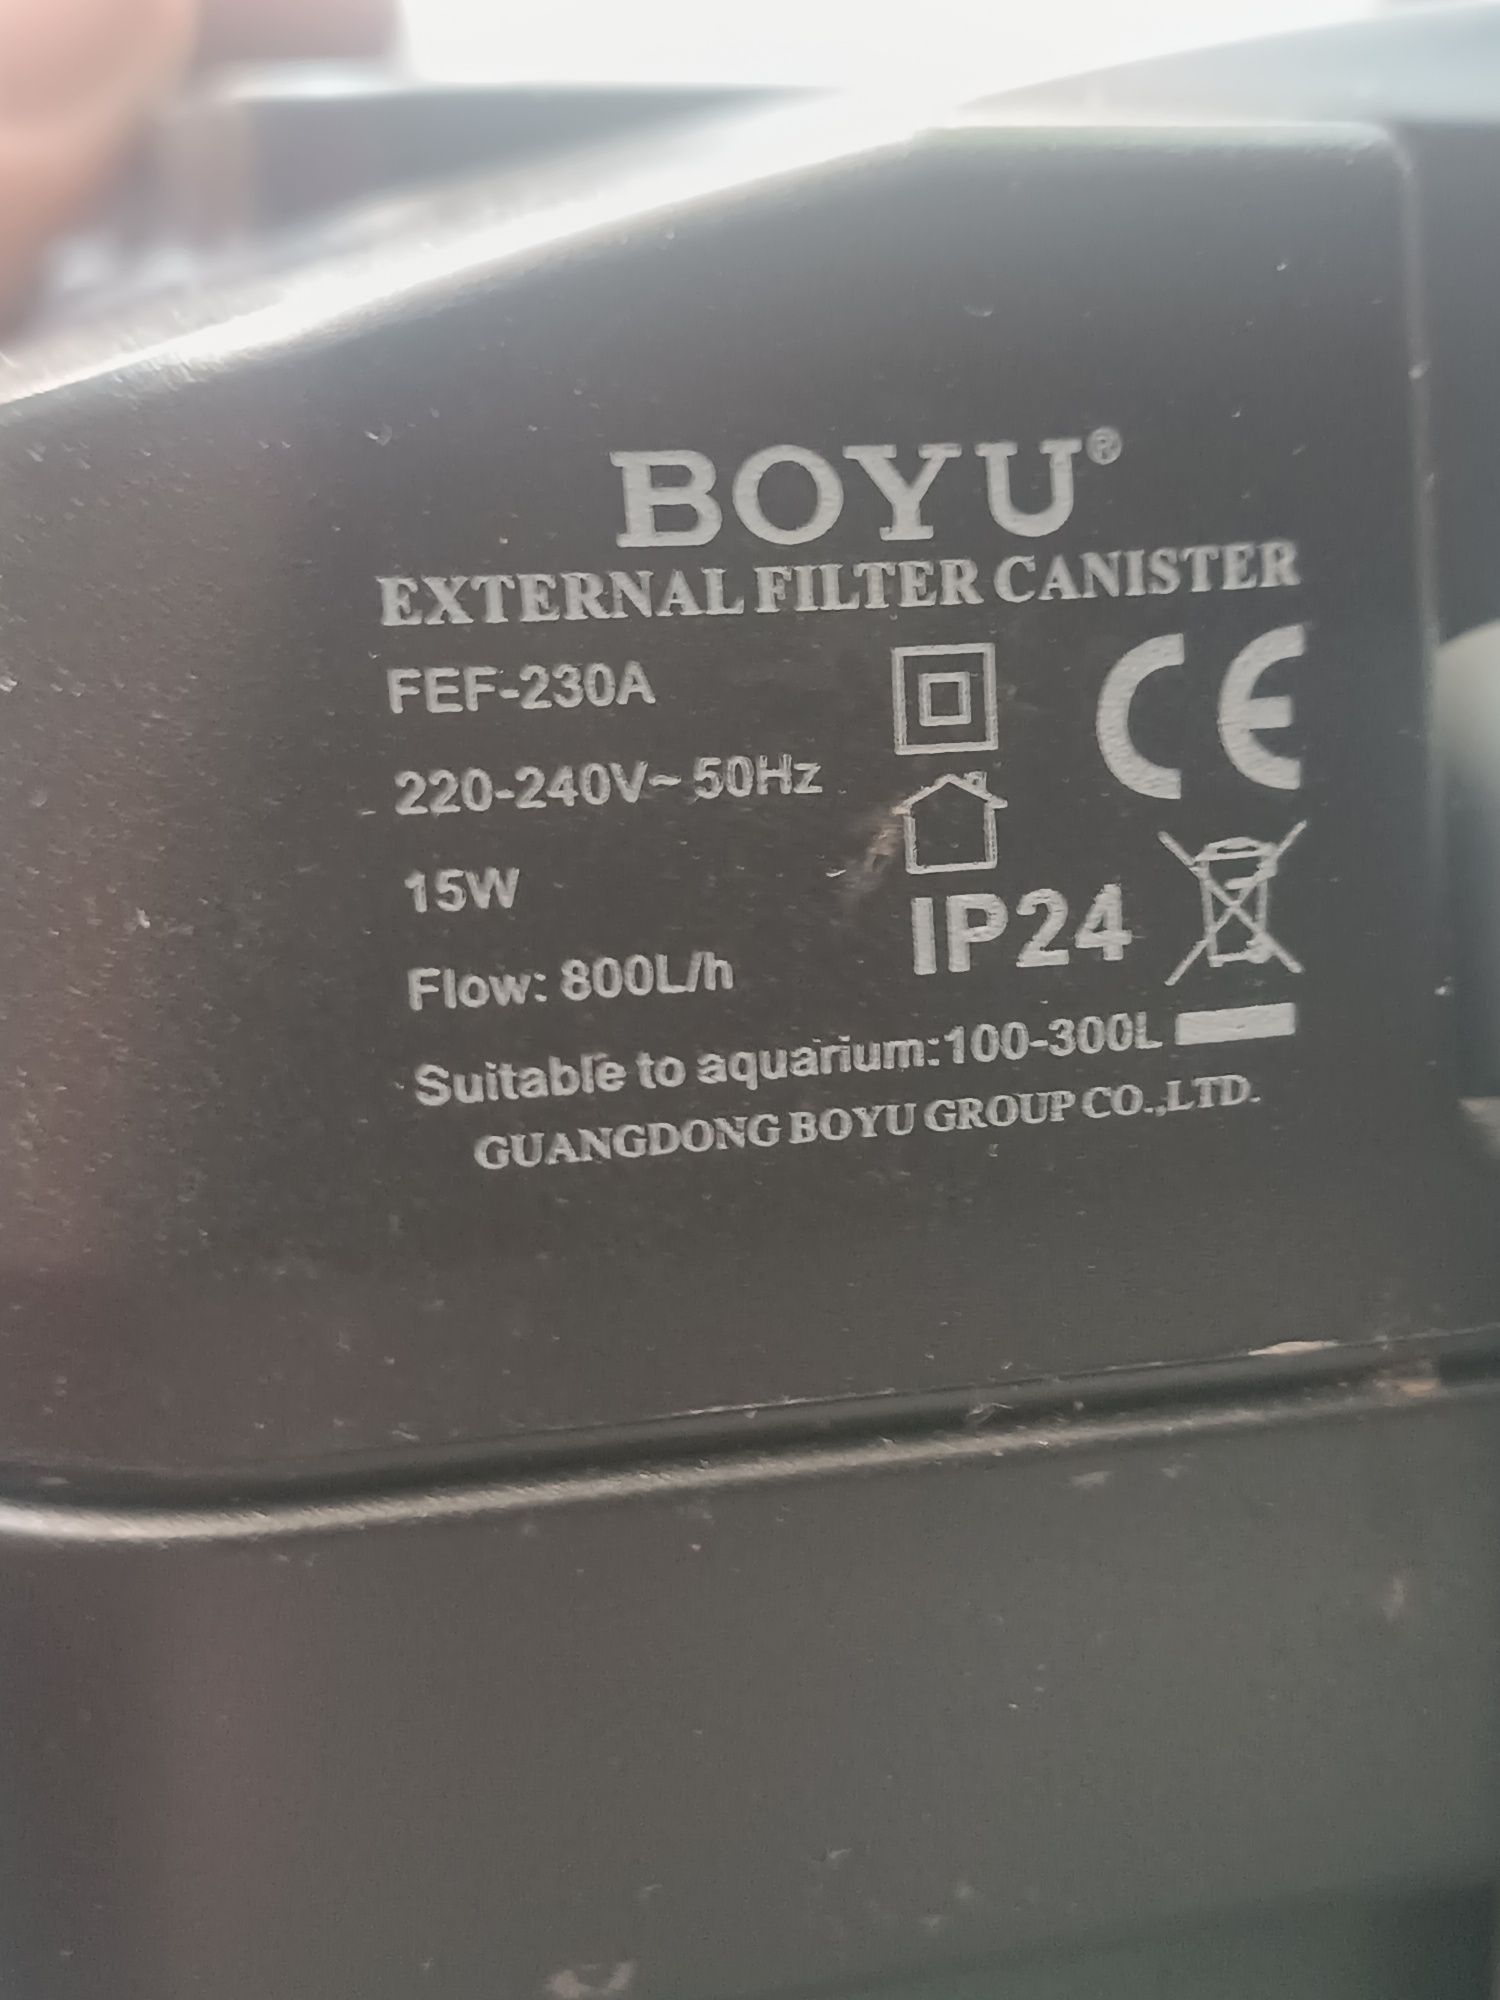 BOYU®
EXTERNAL FILTER CANISTER
FEF-230A
220-240V~ 50Hz
15W
Flow: 800L/h
IP24
CE
Suitable to aquarium:100-300L
GUANGDONG BOYU GROUP CO.,LTD.